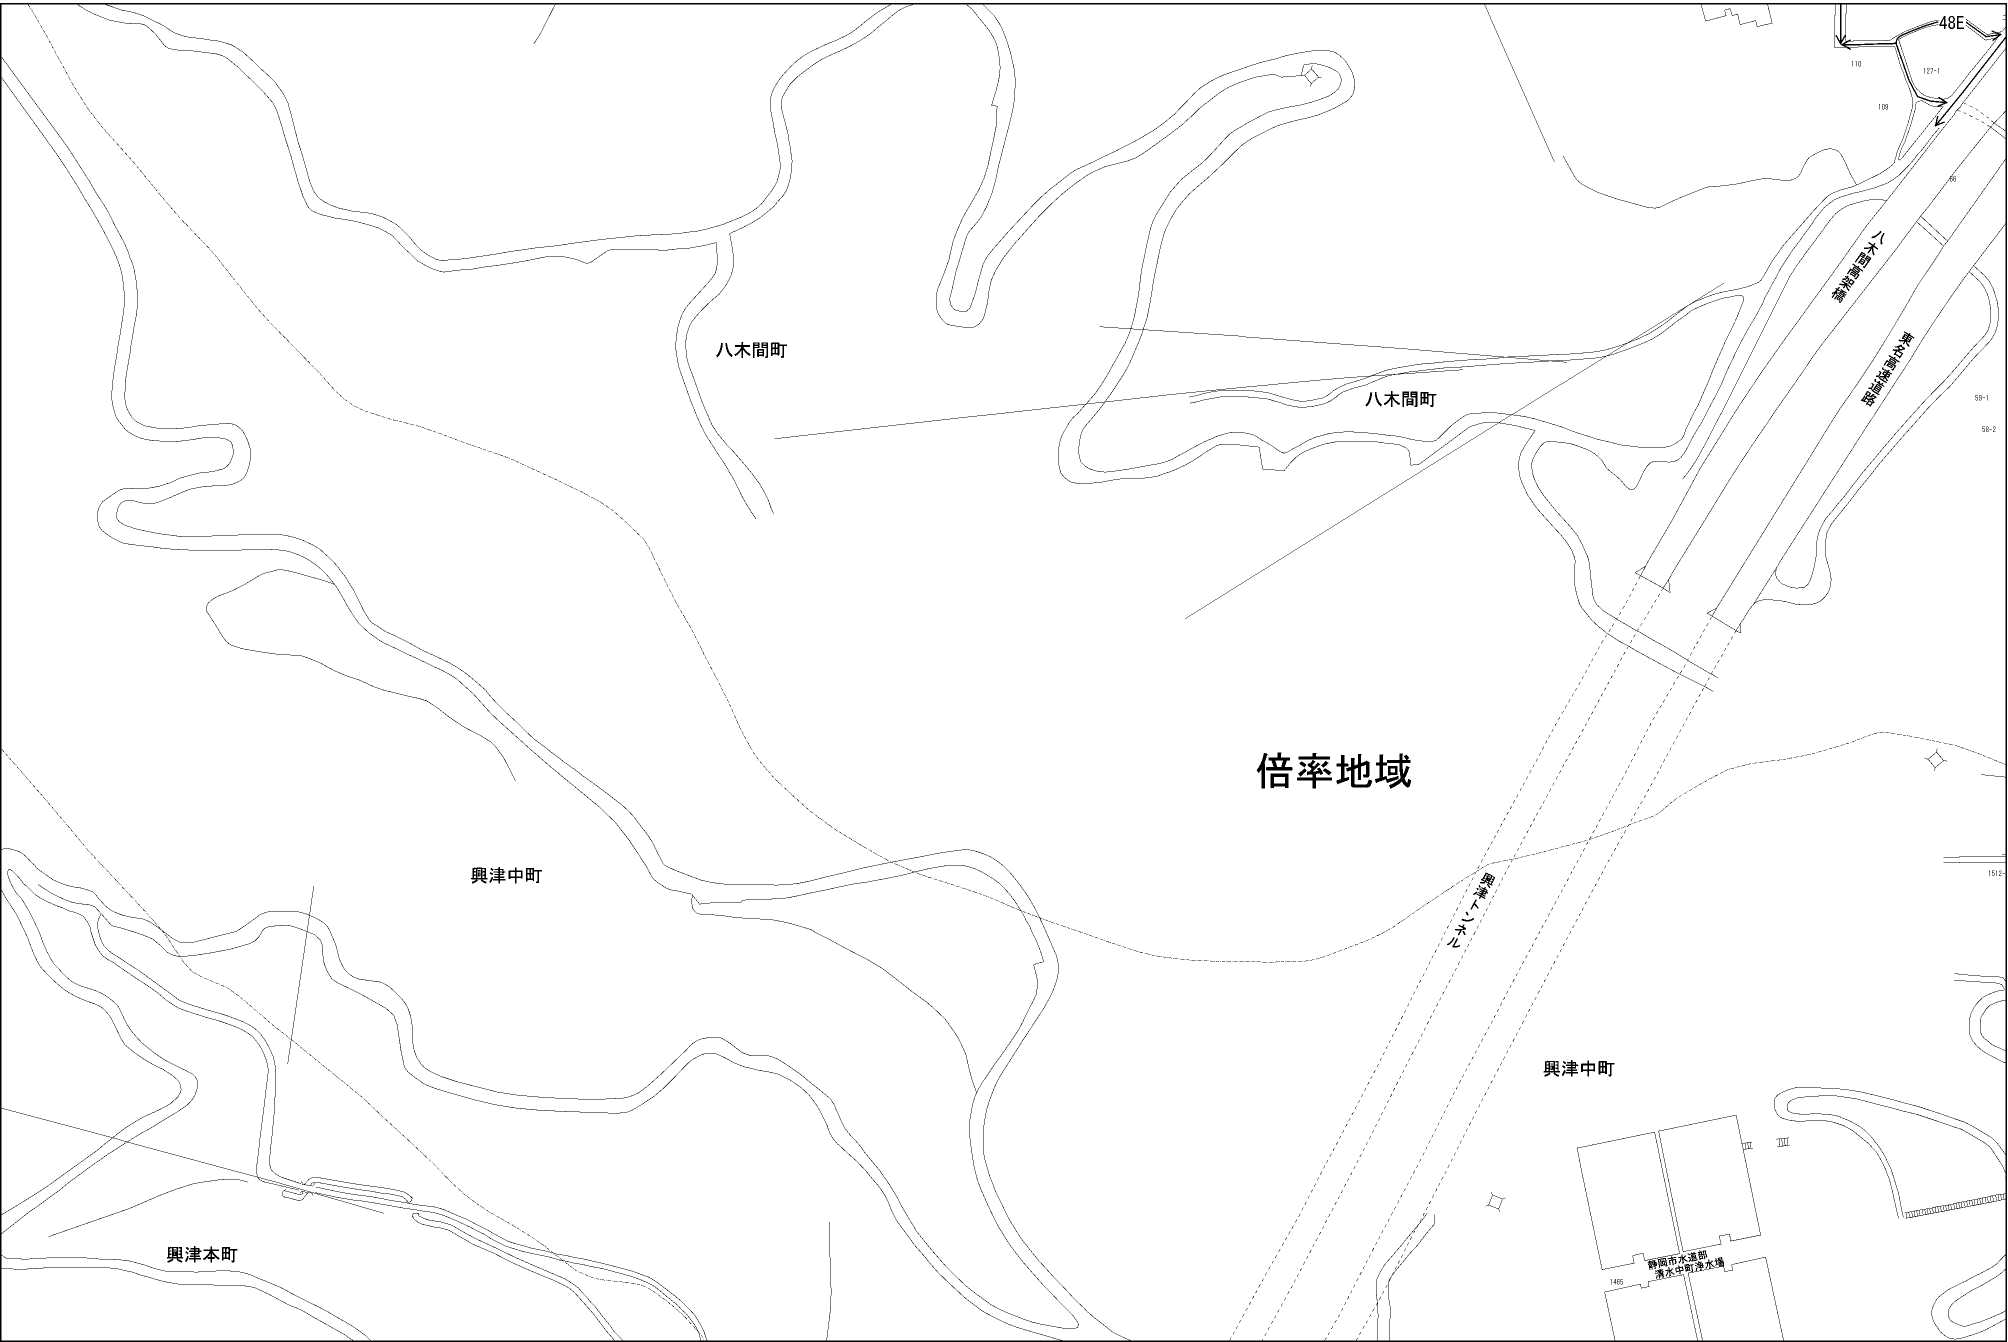 48E
110
127-1
109
66
八木間高架橋
東名高速道路
八木間町
八木間町
59-1
58-2
倍率地域
興津中町
1512-
興津トンネル
興津中町
興津本町
静岡市水道部
清水中町浄水場
1465